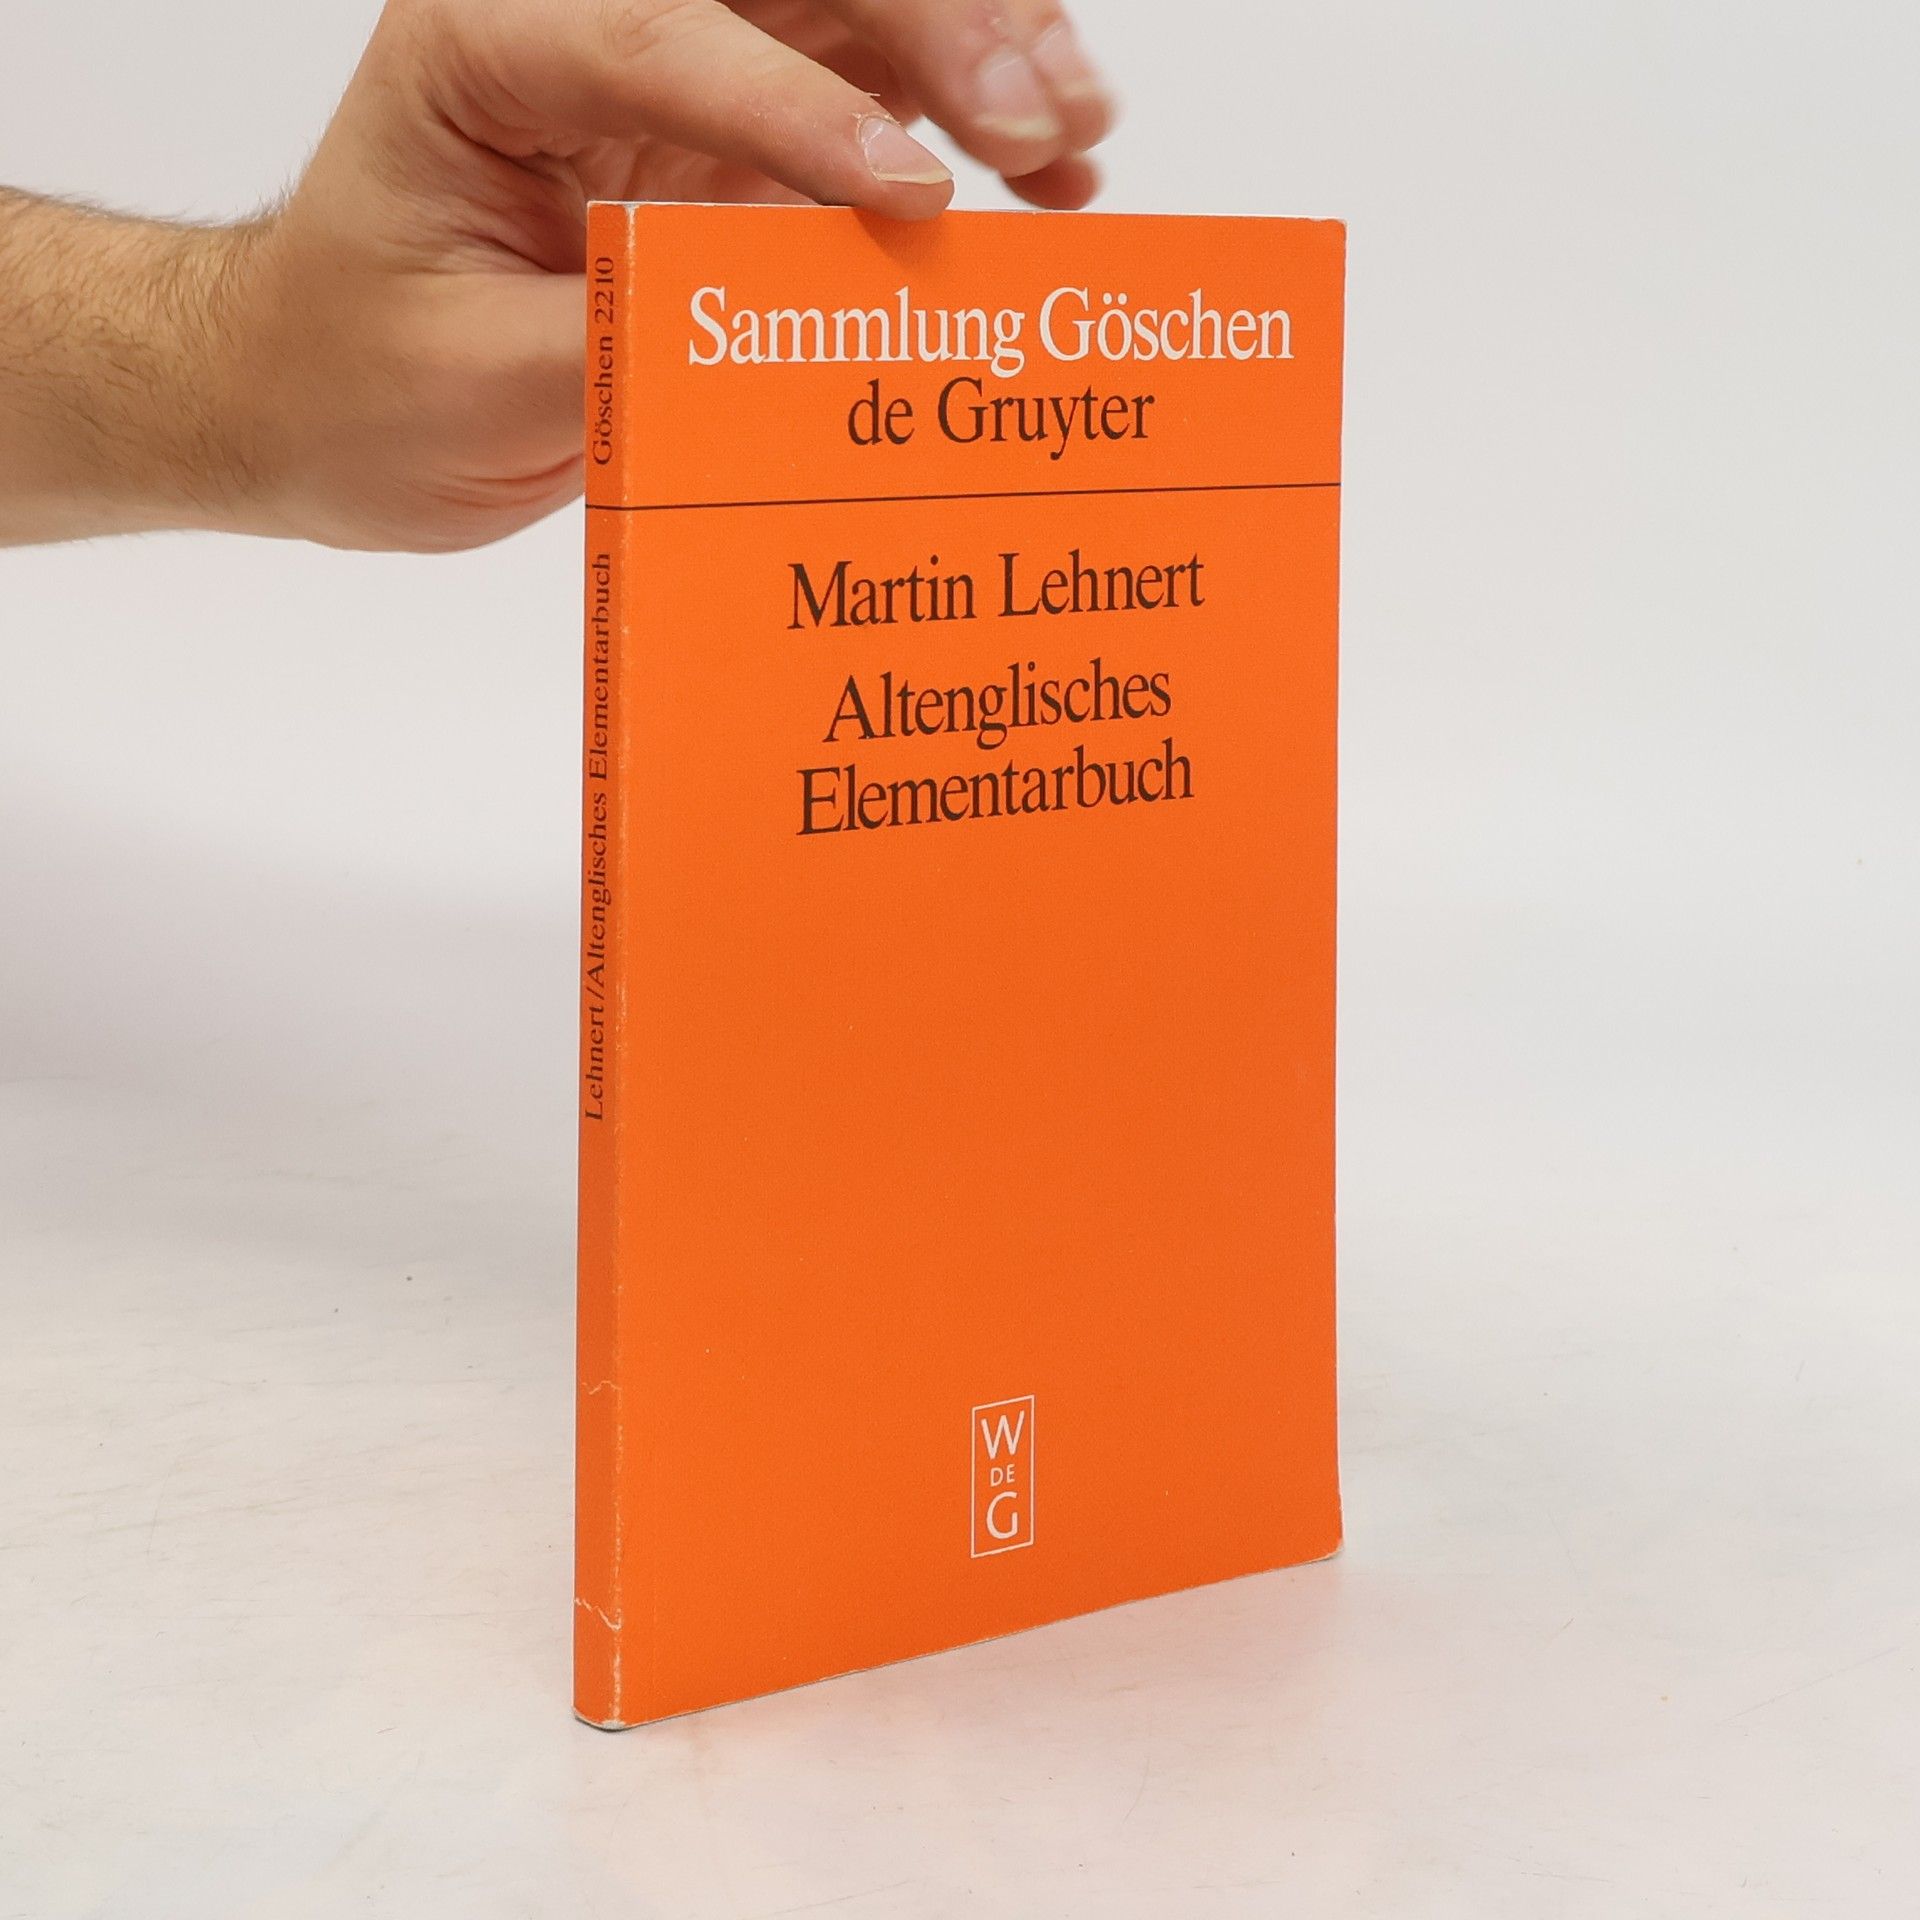 Sammlung Göschen
de Gruyter
Martin Lehnert
Altenglisches
Elementarbuch
W
DE
G
Lehnert/Altenglisches Elementarbuch Göschen 2210